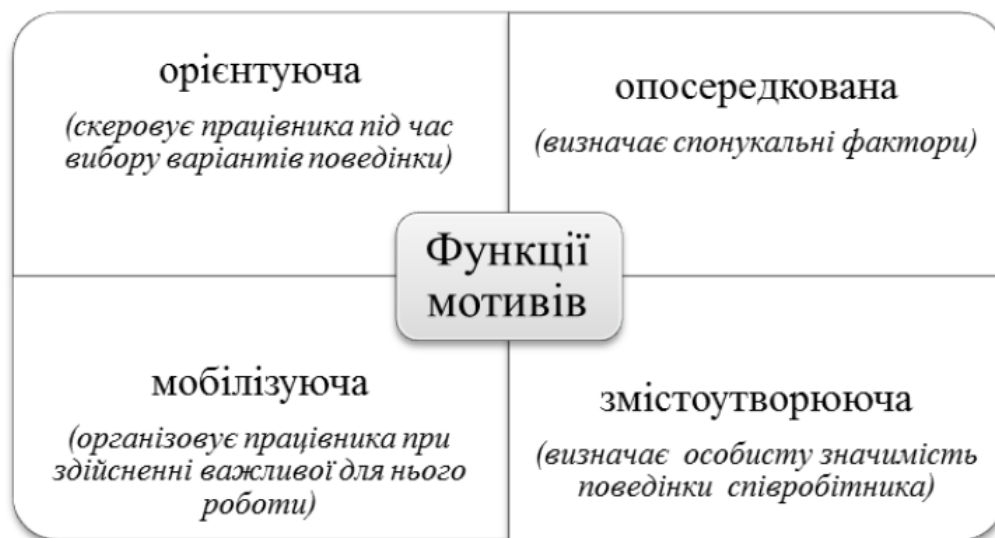 орієнтуюча
(скеровує працівника під час
вибору варіантів поведінки)
опосередкована
(визначає спонукальні фактори)
Функції
мотивів
мобілізуюча
(організовує працівника при
здійсненні важливої для нього
роботи)
змістоутворююча
(визначає особисту значимість
поведінки співробітника)